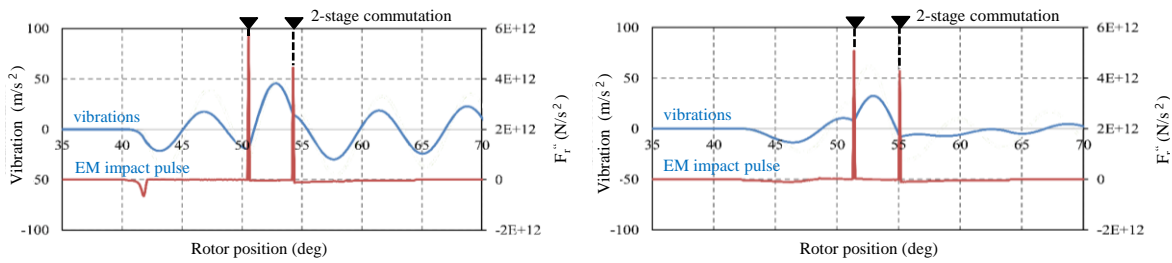 2-stage commutation
100
50
0
-50
-100
Vibration (m/s²)
vibrations
EM impact pulse
35
40
45
50
55
60
65
70
6E+12
4E+12
2E+12
0
-2E+12
Fᵣ" (N/s²)
Rotor position (deg)
2-stage commutation
100
50
0
-50
-100
Vibration (m/s²)
vibrations
EM impact pulse
35
40
45
50
55
60
65
70
6E+12
4E+12
2E+12
0
-2E+12
Fᵣ" (N/s²)
Rotor position (deg)